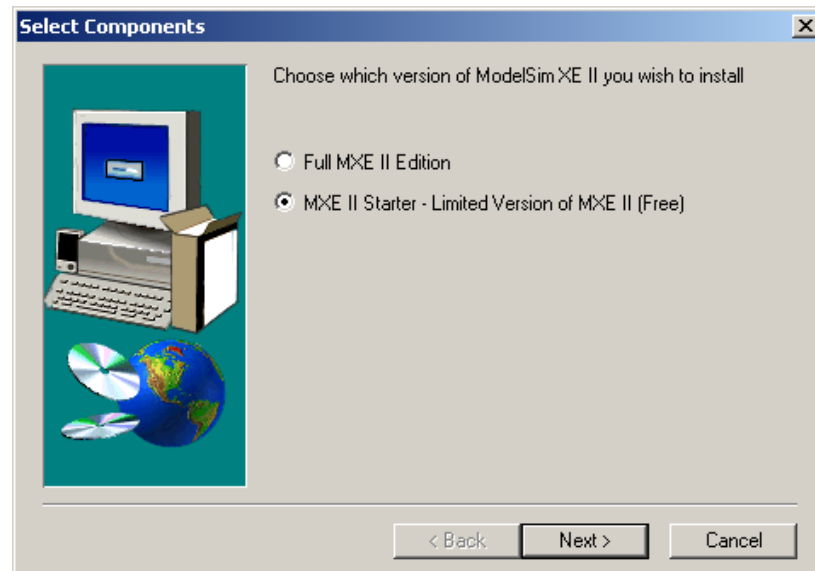 Select Components
Choose which version of ModelSim XE II you wish to install
Full MXE II Edition
MXE II Starter - Limited Version of MXE II (Free)
< Back
Next >
Cancel